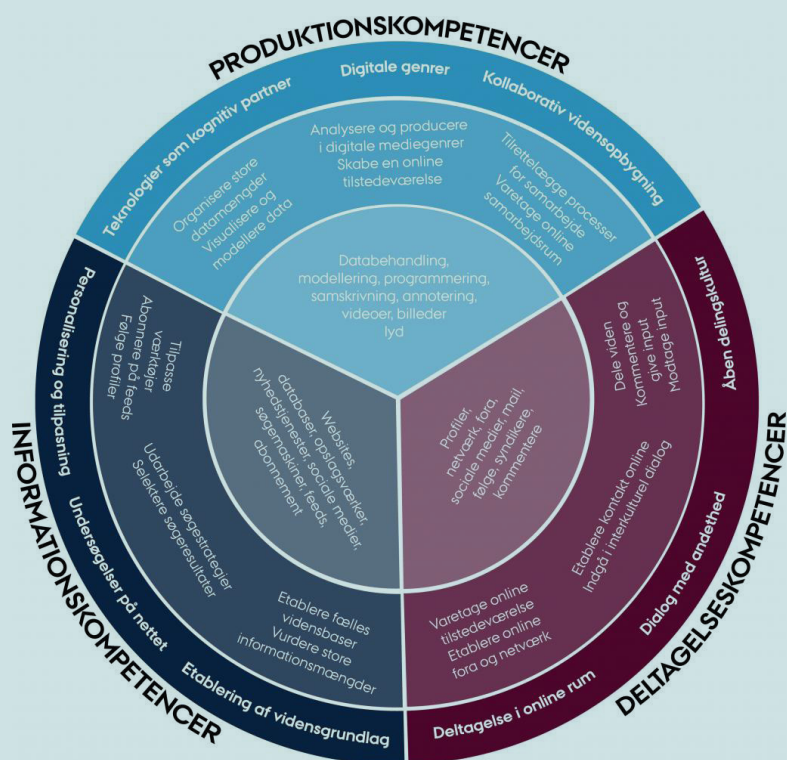 PRODUKTIONSKOMPETENCER
Teknologier som kognitiv partner
Digitale genrer
Kollaborativ vidensopbygning
Organisere store
datamængder
Visualisere og
modellere data
Analysere og producere
i digitale mediegenrer
Skabe en online
tilstedeværelse
Tilrettelægge processer
for samarbejde
Varetage online
samarbejdsrum
Databehandling,
modellering, programmering,
samskrivning, annotering,
videoer, billeder
lyd
DELTAGELSESKOMPETENCER
Åben delingskultur
Dialog med andethed
Deltagelse i online rum
Dele viden
Kommentere og
give input
Modtage input
Etablere kontakt online
Indgå i interkulturel dialog
Varetage online
tilstedeværelse
Etablere online
fora og netværk
Profiler,
netværk, fora,
sociale medier, mail,
følge, syndikere,
kommentere
INFORMATIONSKOMPETENCER
Personalisering og tilpasning
Undersøgelser på nettet
Etablering af vidensgrundlag
Tilpasse
værktøjer
Abonnere på feeds
Følge profiler
Udarbejde søgestrategier
Selektere søgeresultater
Etablere fælles
vidensbaser
Vurdere store
informationsmængder
Websites,
databaser, opslagsværker,
nyhedstjenester, sociale medier,
søgemaskiner, feeds,
abonnement